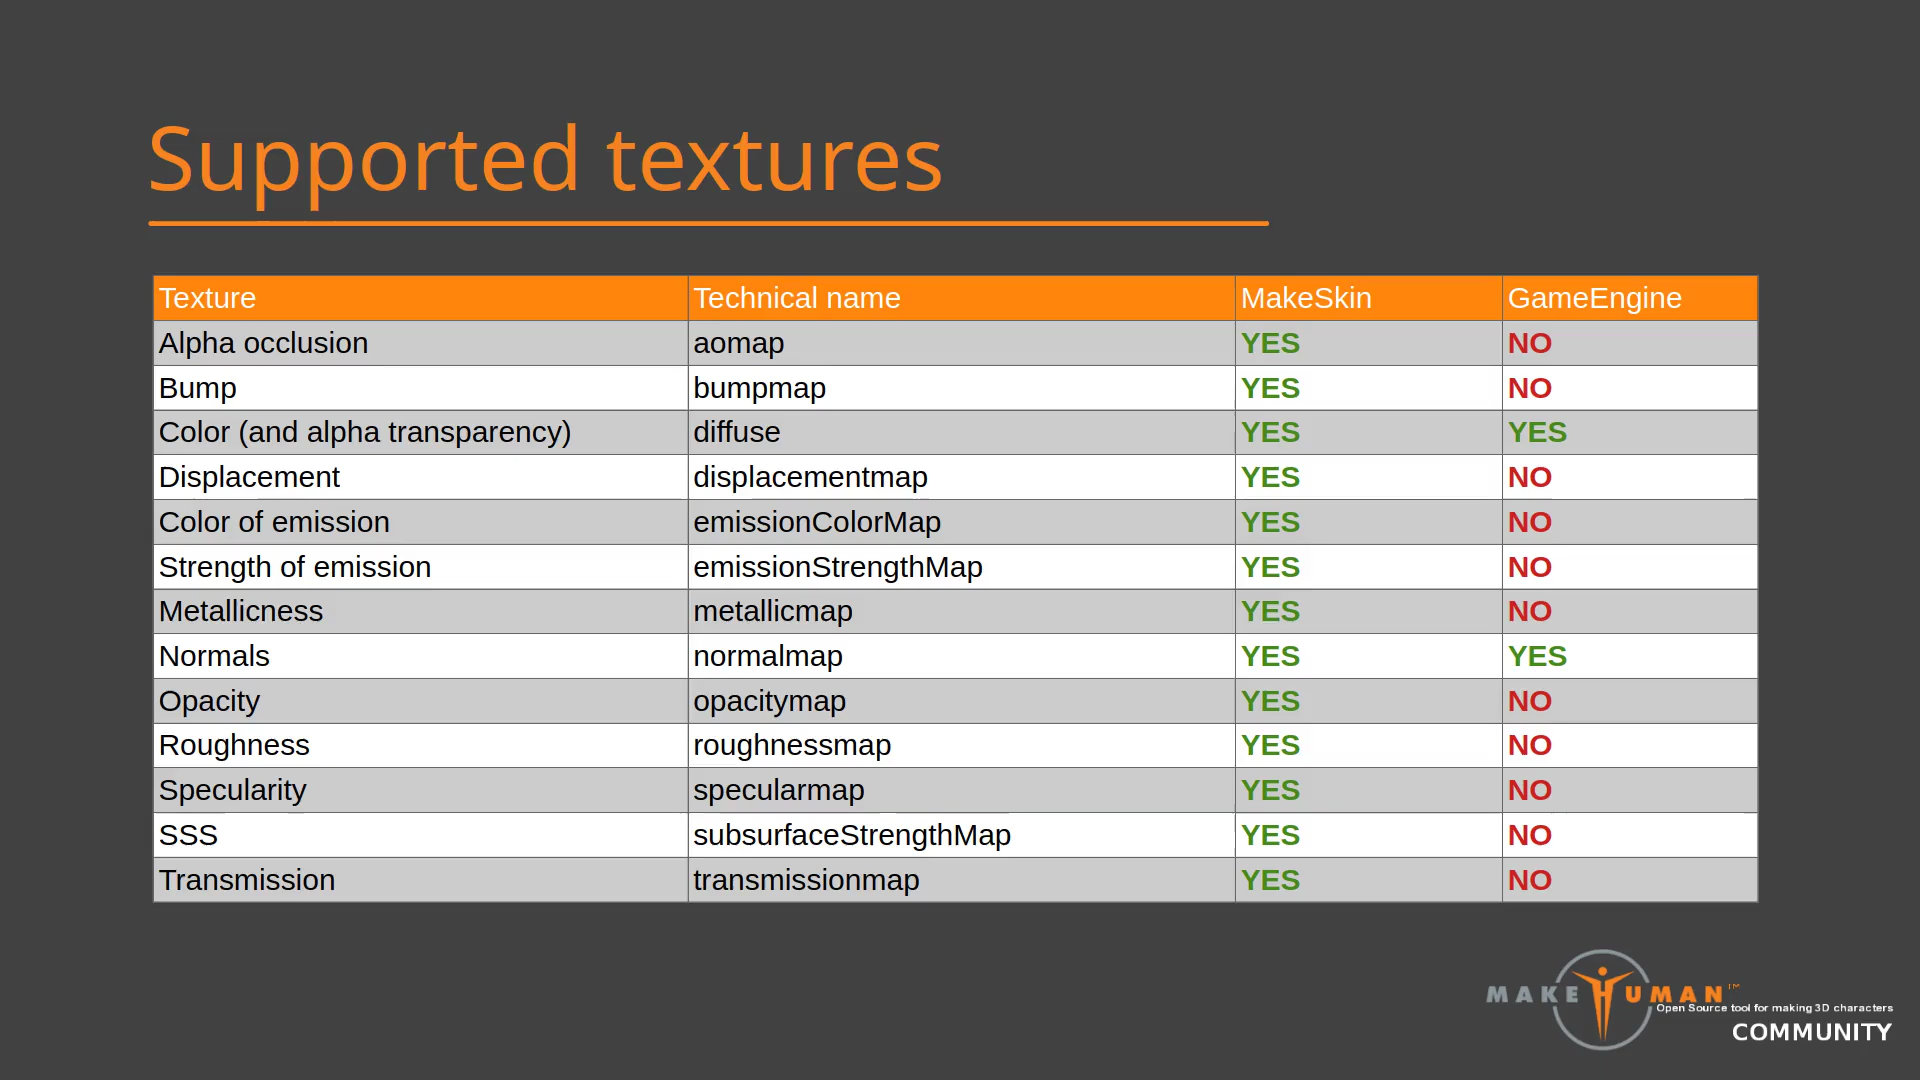 Supported textures
Texture Technical name MakeSkin GameEngine
Alpha occlusion aomap YES NO
Bump bumpmap YES NO
Color (and alpha transparency) diffuse YES YES
Displacement displacementmap YES NO
Color of emission emissionColorMap YES NO
Strength of emission emissionStrengthMap YES NO
Metallicness metallicmap YES NO
Normals normalmap YES YES
Opacity opacitymap YES NO
Roughness roughnessmap YES NO
Specularity specularmap YES NO
SSS subsurfaceStrengthMap YES NO
Transmission transmissionmap YES NO
MAKEHUMAN™
Open Source tool for making 3D characters
COMMUNITY